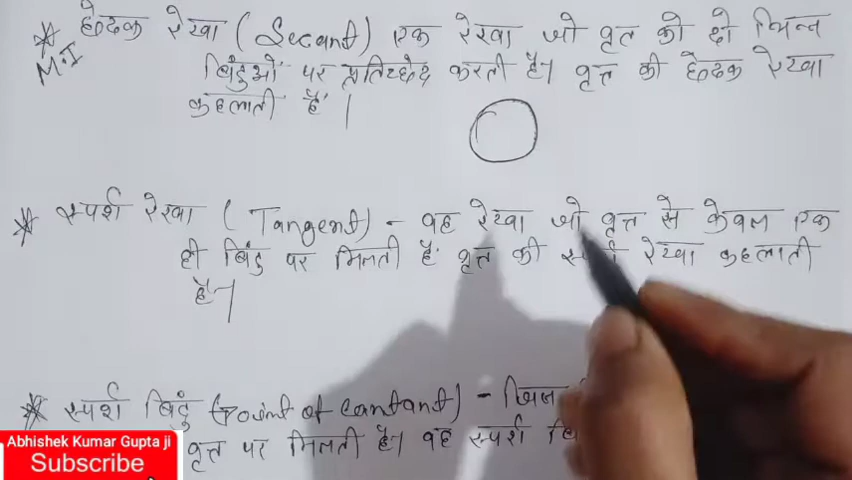 * छेदक रेखा (Secant) एक रेखा जो वृत को दो भिन्न
M.I बिंदुओं पर प्रतिच्छेद करती है। वृत्त की छेदक रेखा
कहलाती है ।
* स्पर्श रेखा ( Tangent) - वह रेखा जो वृत्त से केवल एक
ही बिंदु पर मिलती है वृत्त की स्पर्श रेखा कहलाती
है।
* स्पर्श बिंदु (Point of Contant) -
वृत्त पर मिलती है। वह स्पर्श
Abhishek Kumar Gupta ji
Subscribe